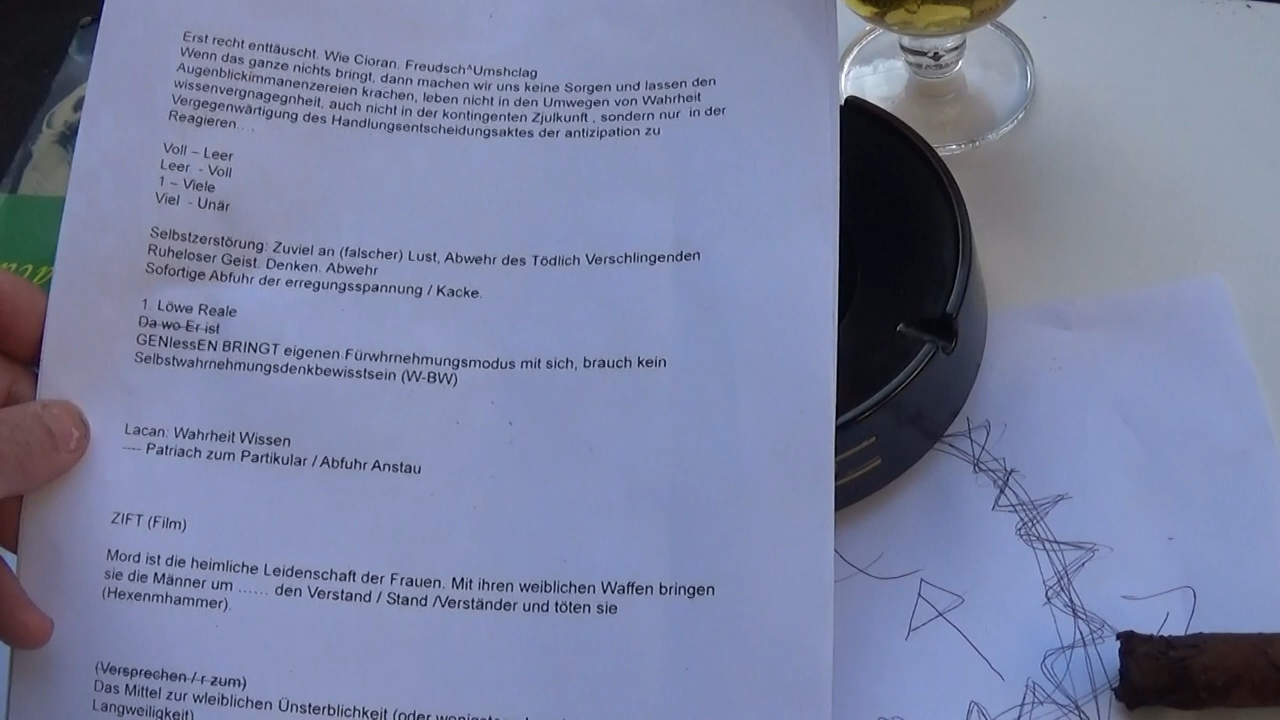 Erst recht enttäuscht. Wie Cioran. Freudsch^Umshclag
Wenn das ganze nichts bringt, dann machen wir uns keine Sorgen und lassen den
Augenblickimmanenzereien krachen, leben nicht in den Umwegen von Wahrheit
wissenvergnagegnheit, auch nicht in der kontingenten Zjulkunft , sondern nur in der
Vergegenwärtigung des Handlungsentscheidungsaktes der antizipation zu
Reagieren ...
Voll – Leer
Leer - Voll
1 – Viele
Viel - Unär
Selbstzerstörung: Zuviel an (falscher) Lust, Abwehr des Tödlich Verschlingenden
Ruheloser Geist. Denken. Abwehr
Sofortige Abfuhr der erregungsspannung / Kacke.
1. Löwe Reale
Da wo Er ist
GENIessEN BRINGT eigenen Fürwhrnehmungsmodus mit sich, brauch kein
Selbstwahrnehmungsdenkbewisstsein (W-BW)
Lacan: Wahrheit Wissen
---- Patriach zum Partikular / Abfuhr Anstau
ZIFT (Film)
Mord ist die heimliche Leidenschaft der Frauen. Mit ihren weiblichen Waffen bringen
sie die Männer um ...... den Verstand / Stand /Verständer und töten sie
(Hexenmhammer).
(Versprechen / r zum)
Das Mittel zur wleiblichen Ünsterblichkeit (oder
Langweiligkeit)